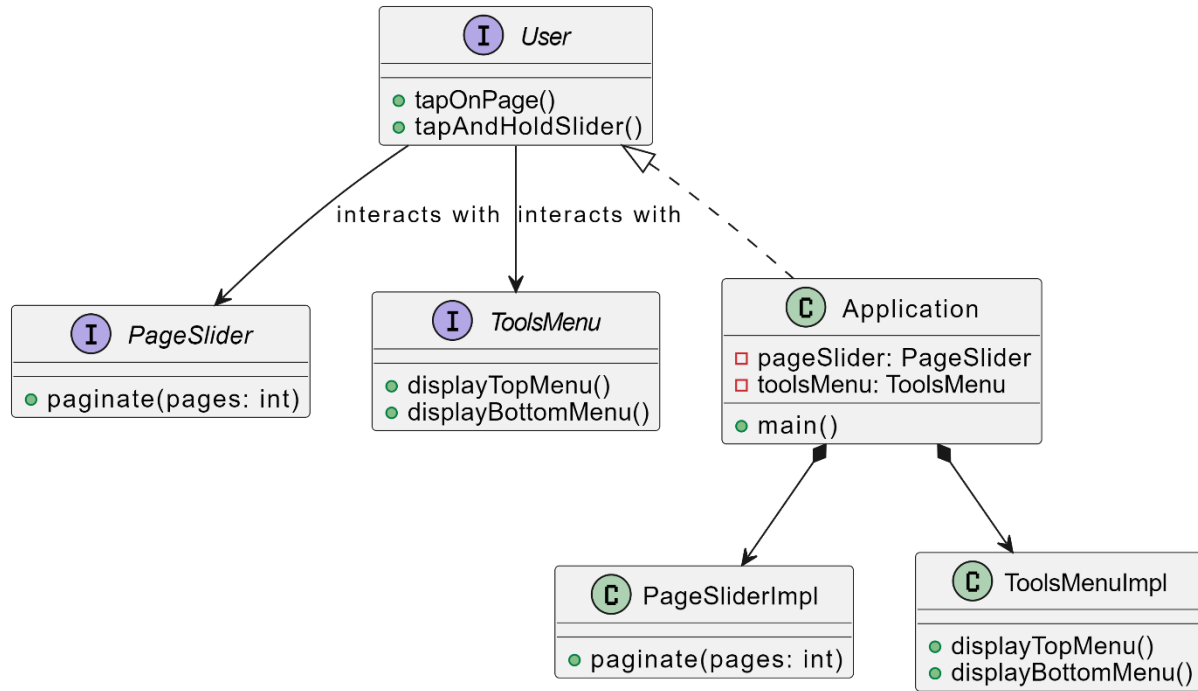 I User
tapOnPage()
tapAndHoldSlider()
interacts with
interacts with
I PageSlider
paginate(pages: int)
I ToolsMenu
displayTopMenu()
displayBottomMenu()
C Application
pageSlider: PageSlider
toolsMenu: ToolsMenu
main()
C PageSliderImpl
paginate(pages: int)
C ToolsMenuImpl
displayTopMenu()
displayBottomMenu()